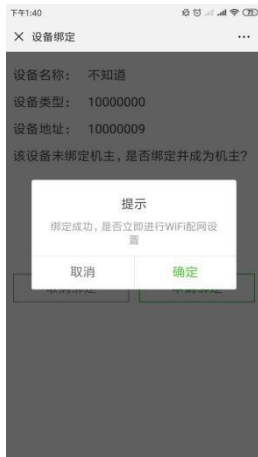 下午1:40
设备绑定
设备名称： 不知道
设备类型： 10000000
设备地址： 10000009
该设备未绑定机主，是否绑定并成为机主？
提示
绑定成功，是否立即进行WiFi配网设
置
取消
确定